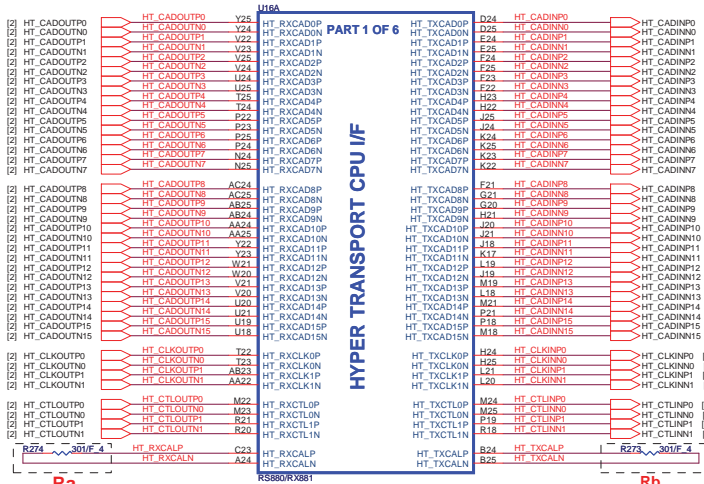 U16A
PART 1 OF 6
HYPER TRANSPORT CPU I/F
[2] HT_CADOUTP0 HT_CADOUTP0 Y25 HT_RXCAD0P HT_TXCAD0P D24 HT_CADINP0 HT_CADINP0
[2] HT_CADOUTN0 HT_CADOUTN0 Y24 HT_RXCAD0N HT_TXCAD0N D25 HT_CADINN0 HT_CADINN0
[2] HT_CADOUTP1 HT_CADOUTP1 V22 HT_RXCAD1P HT_TXCAD1P E24 HT_CADINP1 HT_CADINP1
[2] HT_CADOUTN1 HT_CADOUTN1 V23 HT_RXCAD1N HT_TXCAD1N E25 HT_CADINN1 HT_CADINN1
[2] HT_CADOUTP2 HT_CADOUTP2 V25 HT_RXCAD2P HT_TXCAD2P F24 HT_CADINP2 HT_CADINP2
[2] HT_CADOUTN2 HT_CADOUTN2 V24 HT_RXCAD2N HT_TXCAD2N F25 HT_CADINN2 HT_CADINN2
[2] HT_CADOUTP3 HT_CADOUTP3 U24 HT_RXCAD3P HT_TXCAD3P F23 HT_CADINP3 HT_CADINP3
[2] HT_CADOUTN3 HT_CADOUTN3 U25 HT_RXCAD3N HT_TXCAD3N F22 HT_CADINN3 HT_CADINN3
[2] HT_CADOUTP4 HT_CADOUTP4 T25 HT_RXCAD4P HT_TXCAD4P H23 HT_CADINP4 HT_CADINP4
[2] HT_CADOUTN4 HT_CADOUTN4 T24 HT_RXCAD4N HT_TXCAD4N H22 HT_CADINN4 HT_CADINN4
[2] HT_CADOUTP5 HT_CADOUTP5 P22 HT_RXCAD5P HT_TXCAD5P J25 HT_CADINP5 HT_CADINP5
[2] HT_CADOUTN5 HT_CADOUTN5 P23 HT_RXCAD5N HT_TXCAD5N J24 HT_CADINN5 HT_CADINN5
[2] HT_CADOUTP6 HT_CADOUTP6 P25 HT_RXCAD6P HT_TXCAD6P K24 HT_CADINP6 HT_CADINP6
[2] HT_CADOUTN6 HT_CADOUTN6 P24 HT_RXCAD6N HT_TXCAD6N K25 HT_CADINN6 HT_CADINN6
[2] HT_CADOUTP7 HT_CADOUTP7 N24 HT_RXCAD7P HT_TXCAD7P K23 HT_CADINP7 HT_CADINP7
[2] HT_CADOUTN7 HT_CADOUTN7 N25 HT_RXCAD7N HT_TXCAD7N K22 HT_CADINN7 HT_CADINN7
[2] HT_CADOUTP8 HT_CADOUTP8 AC24 HT_RXCAD8P HT_TXCAD8P F21 HT_CADINP8 HT_CADINP8
[2] HT_CADOUTN8 HT_CADOUTN8 AC25 HT_RXCAD8N HT_TXCAD8N G21 HT_CADINN8 HT_CADINN8
[2] HT_CADOUTP9 HT_CADOUTP9 AB25 HT_RXCAD9P HT_TXCAD9P G20 HT_CADINP9 HT_CADINP9
[2] HT_CADOUTN9 HT_CADOUTN9 AB24 HT_RXCAD9N HT_TXCAD9N H21 HT_CADINN9 HT_CADINN9
[2] HT_CADOUTP10 HT_CADOUTP10 AA24 HT_RXCAD10P HT_TXCAD10P J20 HT_CADINP10 HT_CADINP10
[2] HT_CADOUTN10 HT_CADOUTN10 AA25 HT_RXCAD10N HT_TXCAD10N J21 HT_CADINN10 HT_CADINN10
[2] HT_CADOUTP11 HT_CADOUTP11 Y22 HT_RXCAD11P HT_TXCAD11P J18 HT_CADINP11 HT_CADINP11
[2] HT_CADOUTN11 HT_CADOUTN11 Y23 HT_RXCAD11N HT_TXCAD11N K17 HT_CADINN11 HT_CADINN11
[2] HT_CADOUTP12 HT_CADOUTP12 W21 HT_RXCAD12P HT_TXCAD12P L19 HT_CADINP12 HT_CADINP12
[2] HT_CADOUTN12 HT_CADOUTN12 W20 HT_RXCAD12N HT_TXCAD12N J19 HT_CADINN12 HT_CADINN12
[2] HT_CADOUTP13 HT_CADOUTP13 V21 HT_RXCAD13P HT_TXCAD13P M19 HT_CADINP13 HT_CADINP13
[2] HT_CADOUTN13 HT_CADOUTN13 V20 HT_RXCAD13N HT_TXCAD13N L18 HT_CADINN13 HT_CADINN13
[2] HT_CADOUTP14 HT_CADOUTP14 U20 HT_RXCAD14P HT_TXCAD14P M21 HT_CADINP14 HT_CADINP14
[2] HT_CADOUTN14 HT_CADOUTN14 U21 HT_RXCAD14N HT_TXCAD14N P21 HT_CADINN14 HT_CADINN14
[2] HT_CADOUTP15 HT_CADOUTP15 U19 HT_RXCAD15P HT_TXCAD15P P18 HT_CADINP15 HT_CADINP15
[2] HT_CADOUTN15 HT_CADOUTN15 U18 HT_RXCAD15N HT_TXCAD15N M18 HT_CADINN15 HT_CADINN15
[2] HT_CLKOUTP0 HT_CLKOUTP0 T22 HT_RXCLK0P HT_TXCLK0P H24 HT_CLKINP0 HT_CLKINP0
[2] HT_CLKOUTN0 HT_CLKOUTN0 T23 HT_RXCLK0N HT_TXCLK0N H25 HT_CLKINN0 HT_CLKINN0
[2] HT_CLKOUTP1 HT_CLKOUTP1 AB23 HT_RXCLK1P HT_TXCLK1P L21 HT_CLKINP1 HT_CLKINP1
[2] HT_CLKOUTN1 HT_CLKOUTN1 AA22 HT_RXCLK1N HT_TXCLK1N L20 HT_CLKINN1 HT_CLKINN1
[2] HT_CTLOUTP0 HT_CTLOUTP0 M22 HT_RXCTL0P HT_TXCTL0P M24 HT_CTLINP0 HT_CTLINP0
[2] HT_CTLOUTN0 HT_CTLOUTN0 M23 HT_RXCTL0N HT_TXCTL0N M25 HT_CTLINN0 HT_CTLINN0
[2] HT_CTLOUTP1 HT_CTLOUTP1 R21 HT_RXCTL1P HT_TXCTL1P P19 HT_CTLINP1 HT_CTLINP1
[2] HT_CTLOUTN1 HT_CTLOUTN1 R20 HT_RXCTL1N HT_TXCTL1N R18 HT_CTLINN1 HT_CTLINN1
R274 301/F_4 HT_RXCALP C23 HT_RXCALP HT_TXCALP B24 HT_TXCALP R273 301/F_4
HT_RXCALN A24 HT_RXCALN HT_TXCALN B25 HT_TXCALN
RS880/RX881
Ra Rb